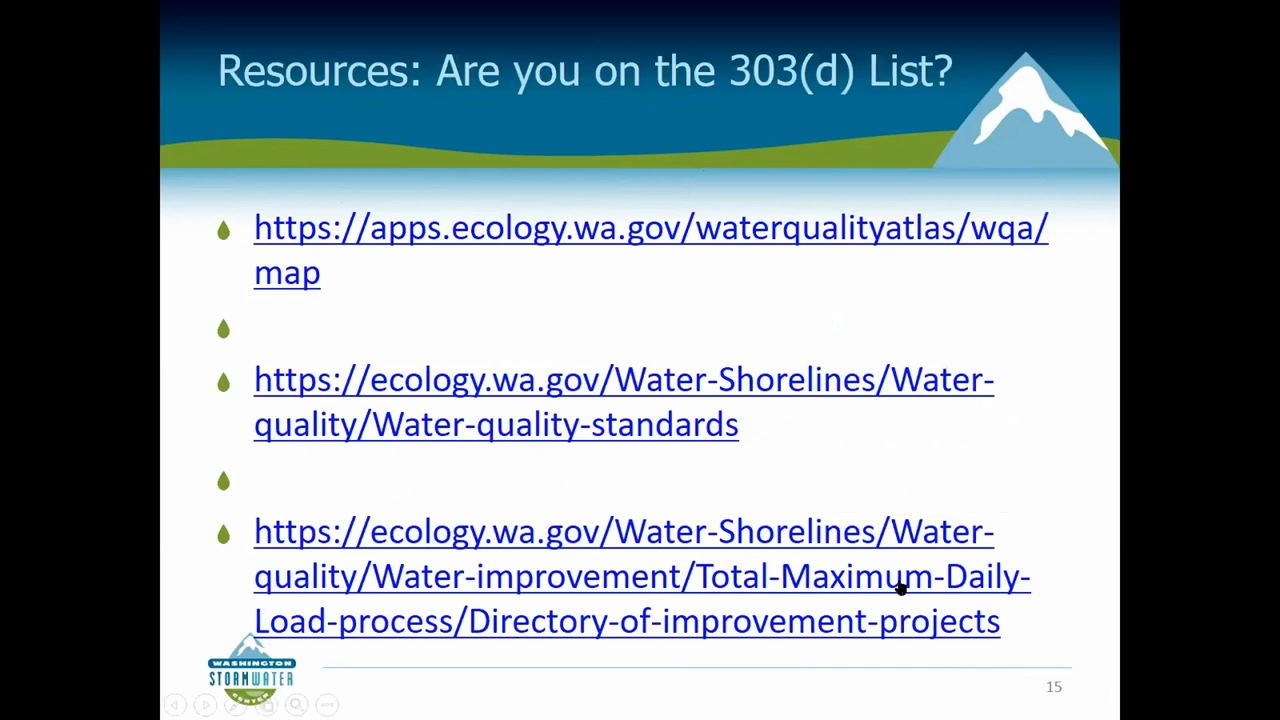 Resources: Are you on the 303(d) List?
https://apps.ecology.wa.gov/waterqualityatlas/wqa/
map
https://ecology.wa.gov/Water-Shorelines/Water-
quality/Water-quality-standards
https://ecology.wa.gov/Water-Shorelines/Water-
quality/Water-improvement/Total-Maximum-Daily-
Load-process/Directory-of-improvement-projects
WASHINGTON
STORMWATER
CENTER
15